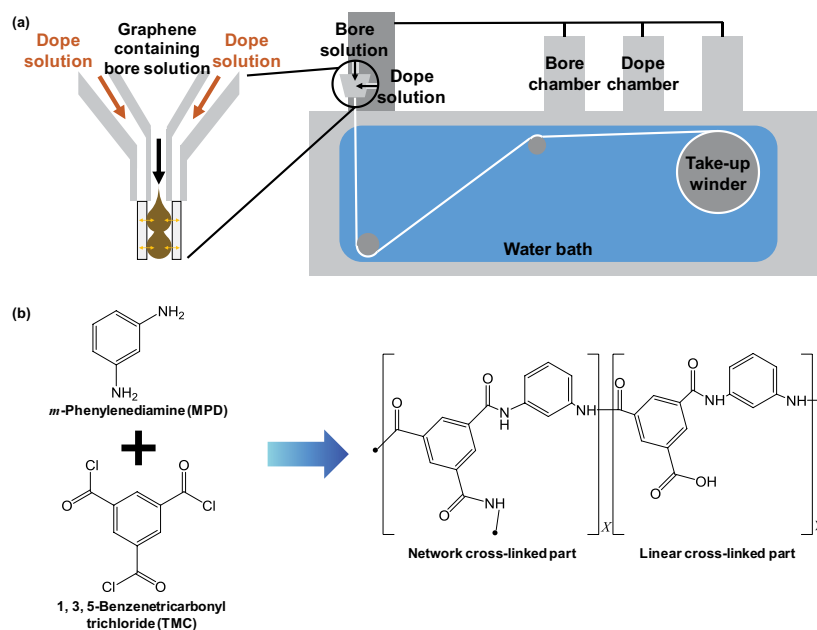 (a)
Dope
solution
Graphene
containing
bore solution
Dope
solution
Bore
solution
Dope
solution
Bore
chamber
Dope
chamber
Take-up
winder
Water bath
(b)
NH2
NH2
m-Phenylenediamine (MPD)
Cl
O
O
Cl
Cl
O
1, 3, 5-Benzenetricarbonyl
trichloride (TMC)
O
O
N
H
NH
O
NH
X
Network cross-linked part
O
O
NH
NH
O
OH
Linear cross-linked part